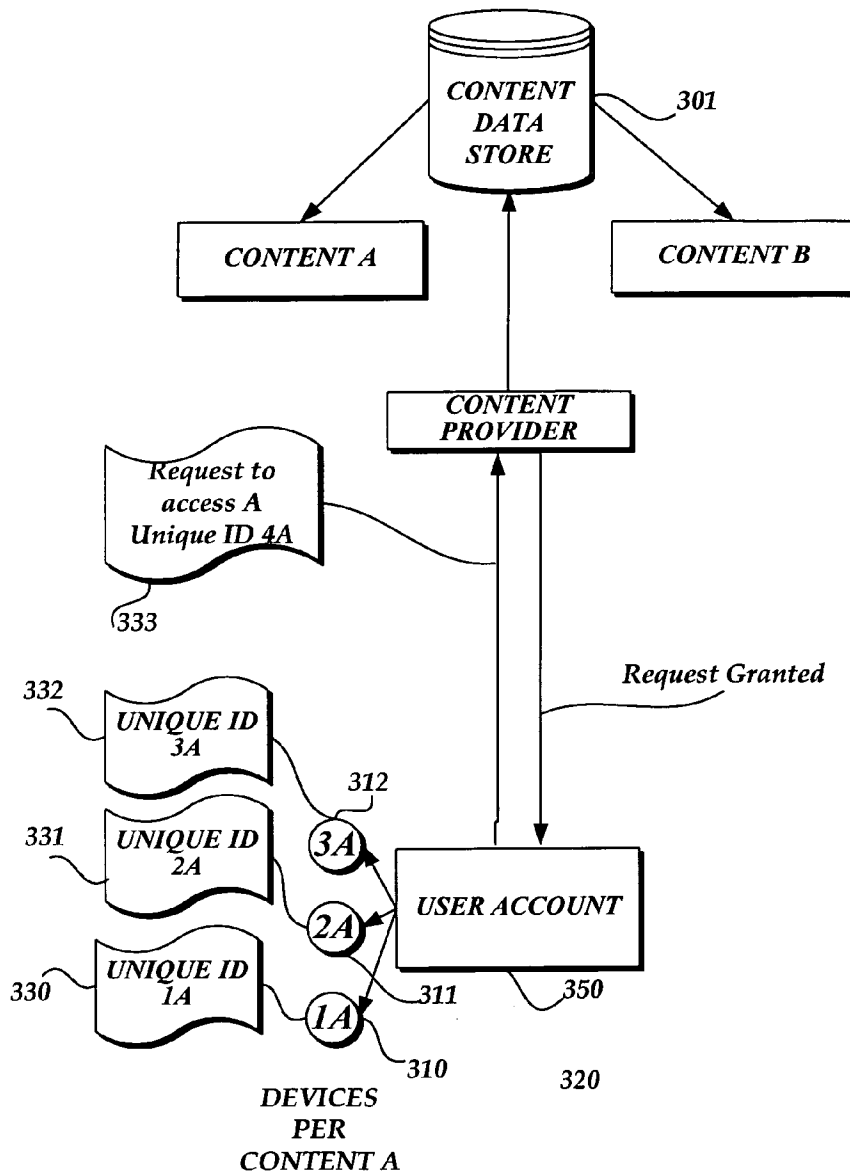 CONTENT
DATA
STORE
301
CONTENT A
CONTENT B
CONTENT
PROVIDER
Request to
access A
Unique ID 4A
333
Request Granted
332
UNIQUE ID
3A
312
3A
331
UNIQUE ID
2A
2A
311
USER ACCOUNT
350
330
UNIQUE ID
1A
1A
310
320
DEVICES
PER
CONTENT A